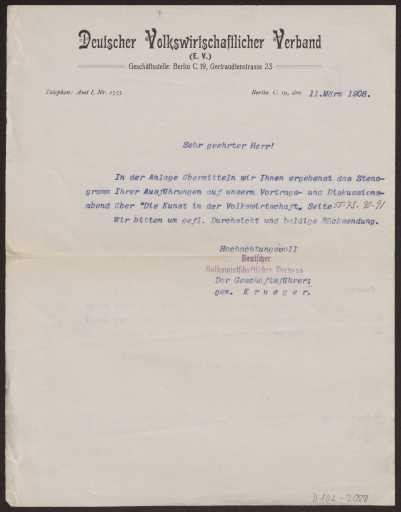 Deutscher Volkswirtschaftlicher Verband
(E. V.)
Geschäftsstelle: Berlin C 19, Gertraudtenstrasse 23
Telephon: Amt I, Nr.
Berlin C. 19, den 11. März 1908.
Sehr geehrter Herr!
In der Anlage übermitteln wir Ihnen ergebenst das Steno-
gramm Ihrer Ausführungen auf unserm Vortrags- und Diskussions-
abend über "Die Kunst in der Volkswirtschaft, Seite
Wir bitten um gefl. Durchsicht und baldige Rücksendung.
Hochachtungsvoll
Deutscher
Volkswirtschaftlicher Verband
Der Geschäftsführer:
gez. K r u e g e r.